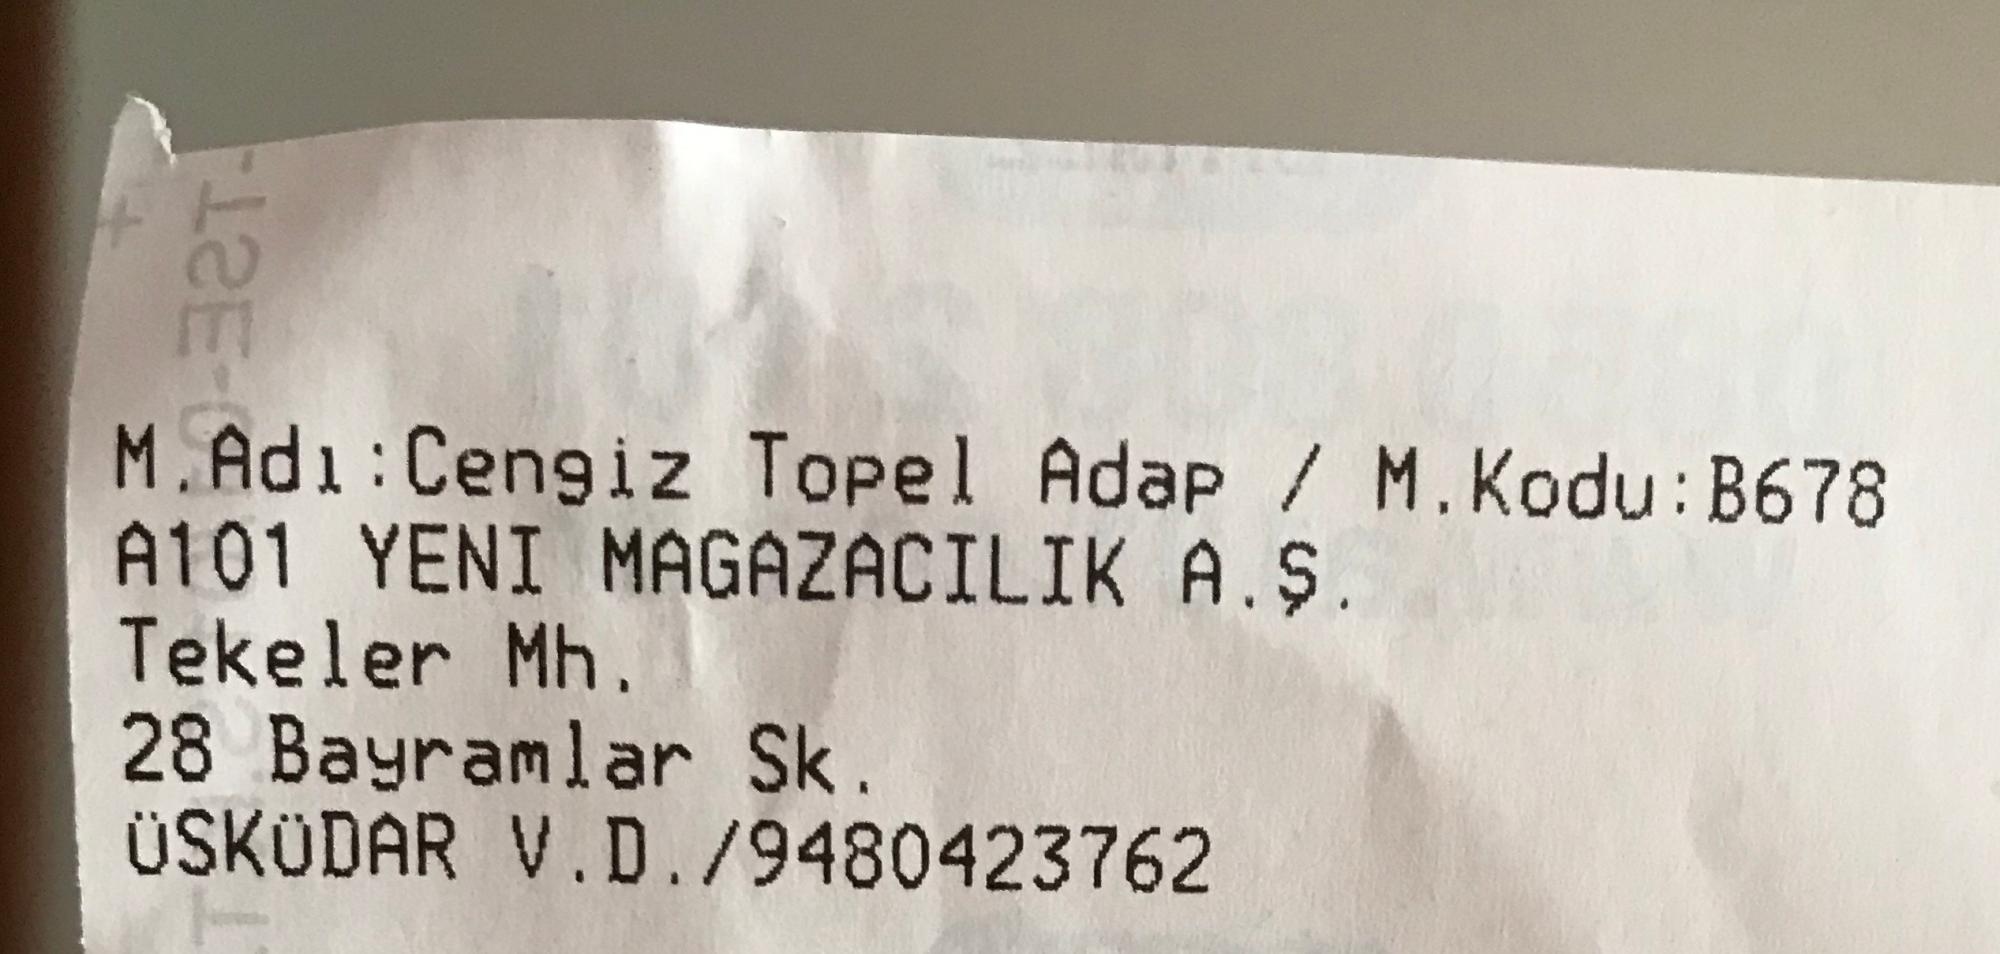 M.Adı:Cengiz Topel Adap / M.Kodu:B678
A101 YENI MAGAZACILIK A.Ş.
Tekeler Mh.
28 Bayramlar Sk.
ÜSKÜDAR V.D./9480423762